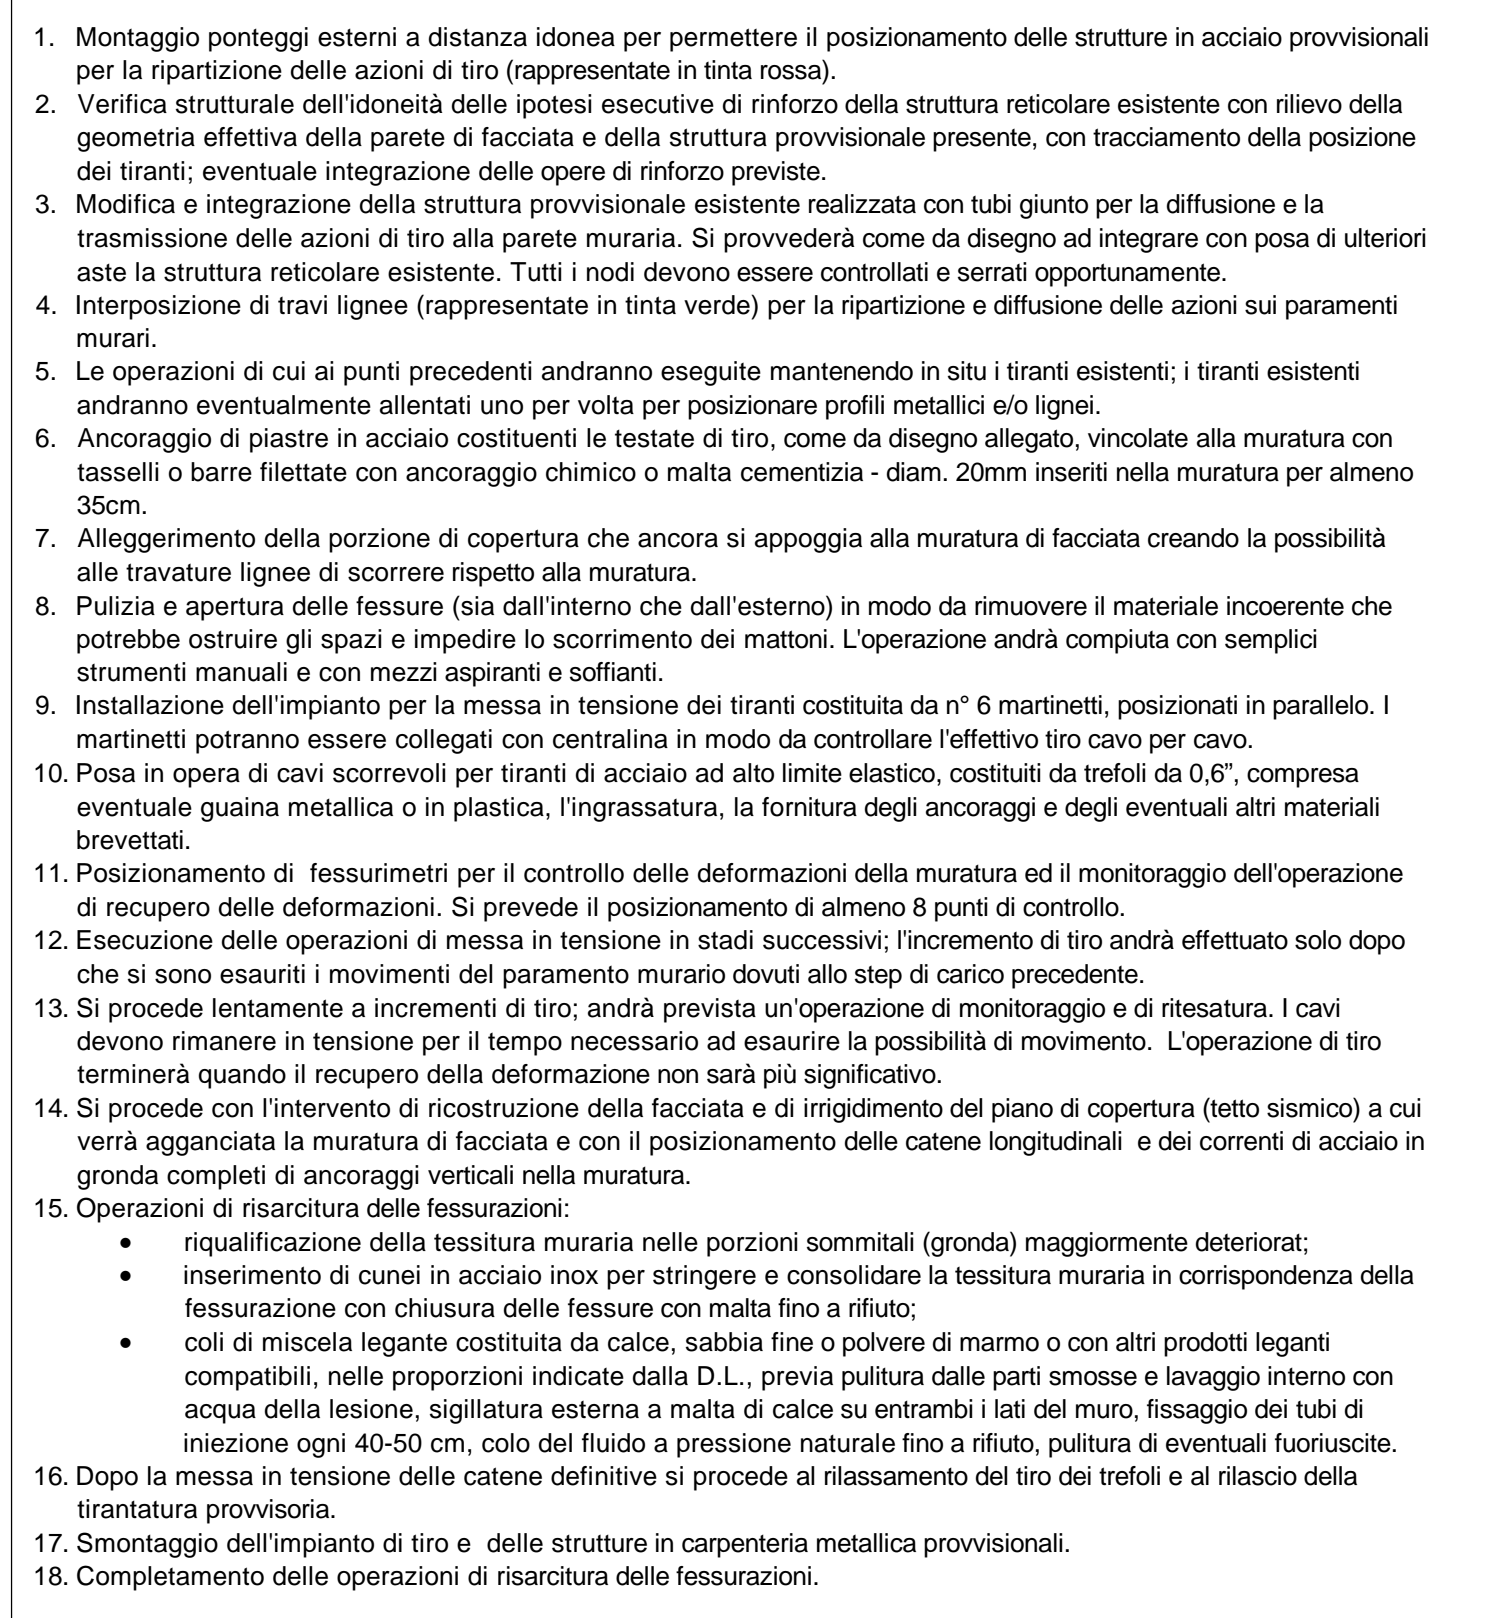 1. Montaggio ponteggi esterni a distanza idonea per permettere il posizionamento delle strutture in acciaio provvisionali
per la ripartizione delle azioni di tiro (rappresentate in tinta rossa).
2. Verifica strutturale dell'idoneità delle ipotesi esecutive di rinforzo della struttura reticolare esistente con rilievo della
geometria effettiva della parete di facciata e della struttura provvisionale presente, con tracciamento della posizione
dei tiranti; eventuale integrazione delle opere di rinforzo previste.
3. Modifica e integrazione della struttura provvisionale esistente realizzata con tubi giunto per la diffusione e la
trasmissione delle azioni di tiro alla parete muraria. Si provvederà come da disegno ad integrare con posa di ulteriori
aste la struttura reticolare esistente. Tutti i nodi devono essere controllati e serrati opportunamente.
4. Interposizione di travi lignee (rappresentate in tinta verde) per la ripartizione e diffusione delle azioni sui paramenti
murari.
5. Le operazioni di cui ai punti precedenti andranno eseguite mantenendo in situ i tiranti esistenti; i tiranti esistenti
andranno eventualmente allentati uno per volta per posizionare profili metallici e/o lignei.
6. Ancoraggio di piastre in acciaio costituenti le testate di tiro, come da disegno allegato, vincolate alla muratura con
tasselli o barre filettate con ancoraggio chimico o malta cementizia - diam. 20mm inseriti nella muratura per almeno
35cm.
7. Alleggerimento della porzione di copertura che ancora si appoggia alla muratura di facciata creando la possibilità
alle travature lignee di scorrere rispetto alla muratura.
8. Pulizia e apertura delle fessure (sia dall'interno che dall'esterno) in modo da rimuovere il materiale incoerente che
potrebbe ostruire gli spazi e impedire lo scorrimento dei mattoni. L'operazione andrà compiuta con semplici
strumenti manuali e con mezzi aspiranti e soffianti.
9. Installazione dell'impianto per la messa in tensione dei tiranti costituita da n° 6 martinetti, posizionati in parallelo. I
martinetti potranno essere collegati con centralina in modo da controllare l'effettivo tiro cavo per cavo.
10. Posa in opera di cavi scorrevoli per tiranti di acciaio ad alto limite elastico, costituiti da trefoli da 0,6”, compresa
eventuale guaina metallica o in plastica, l'ingrassatura, la fornitura degli ancoraggi e degli eventuali altri materiali
brevettati.
11. Posizionamento di fessurimetri per il controllo delle deformazioni della muratura ed il monitoraggio dell'operazione
di recupero delle deformazioni. Si prevede il posizionamento di almeno 8 punti di controllo.
12. Esecuzione delle operazioni di messa in tensione in stadi successivi; l'incremento di tiro andrà effettuato solo dopo
che si sono esauriti i movimenti del paramento murario dovuti allo step di carico precedente.
13. Si procede lentamente a incrementi di tiro; andrà prevista un'operazione di monitoraggio e di ritesatura. I cavi
devono rimanere in tensione per il tempo necessario ad esaurire la possibilità di movimento. L'operazione di tiro
terminerà quando il recupero della deformazione non sarà più significativo.
14. Si procede con l'intervento di ricostruzione della facciata e di irrigidimento del piano di copertura (tetto sismico) a cui
verrà agganciata la muratura di facciata e con il posizionamento delle catene longitudinali e dei correnti di acciaio in
gronda completi di ancoraggi verticali nella muratura.
15. Operazioni di risarcitura delle fessurazioni:
• riqualificazione della tessitura muraria nelle porzioni sommitali (gronda) maggiormente deteriorat;
• inserimento di cunei in acciaio inox per stringere e consolidare la tessitura muraria in corrispondenza della
fessurazione con chiusura delle fessure con malta fino a rifiuto;
• coli di miscela legante costituita da calce, sabbia fine o polvere di marmo o con altri prodotti leganti
compatibili, nelle proporzioni indicate dalla D.L., previa pulitura dalle parti smosse e lavaggio interno con
acqua della lesione, sigillatura esterna a malta di calce su entrambi i lati del muro, fissaggio dei tubi di
iniezione ogni 40-50 cm, colo del fluido a pressione naturale fino a rifiuto, pulitura di eventuali fuoriuscite.
16. Dopo la messa in tensione delle catene definitive si procede al rilassamento del tiro dei trefoli e al rilascio della
tirantatura provvisoria.
17. Smontaggio dell'impianto di tiro e delle strutture in carpenteria metallica provvisionali.
18. Completamento delle operazioni di risarcitura delle fessurazioni.